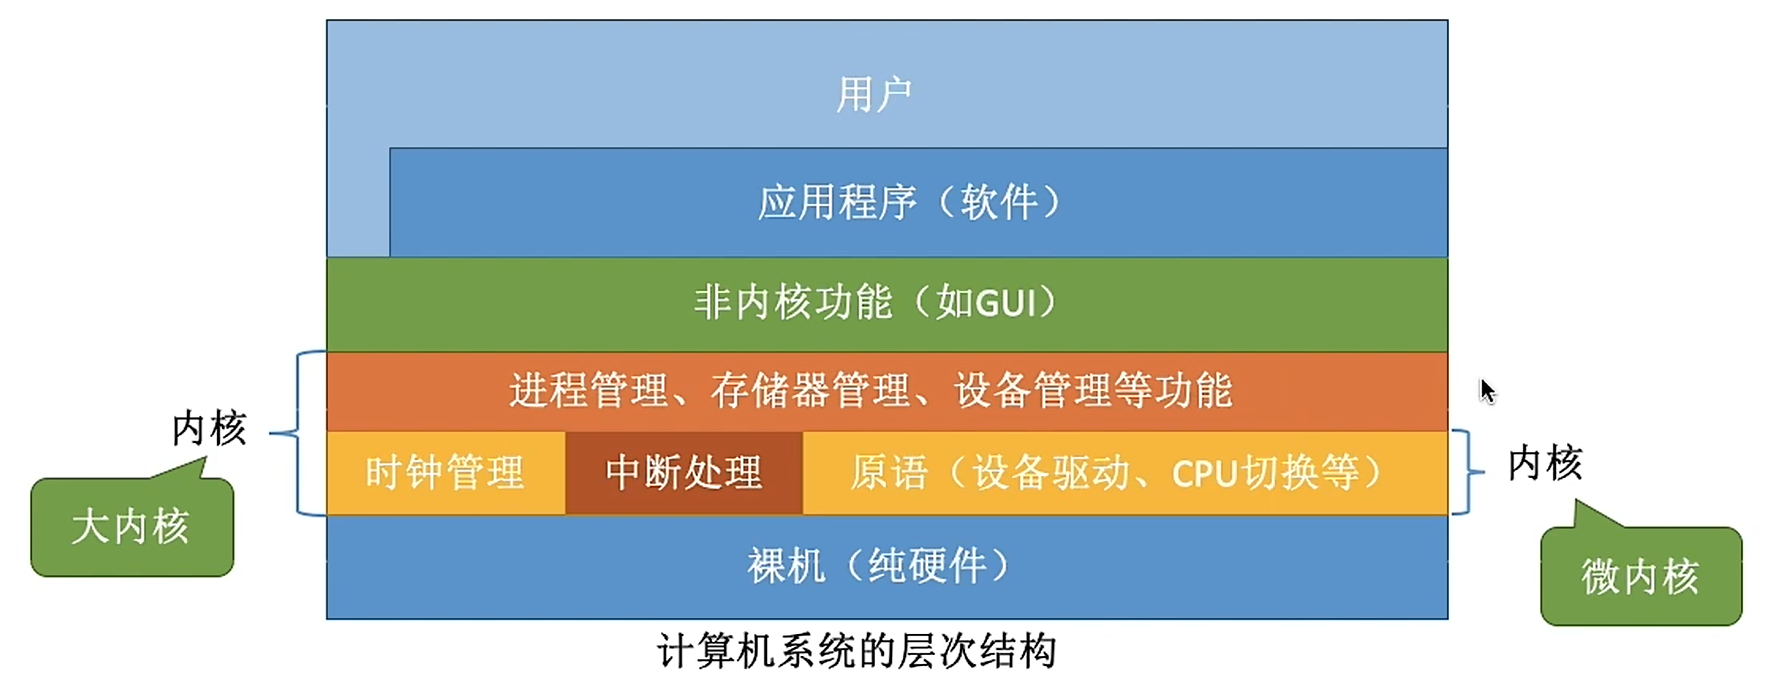 用户
应用程序（软件）
非内核功能（如GUI）
进程管理、存储器管理、设备管理等功能
内核
时钟管理
中断处理
原语（设备驱动、CPU切换等）
内核
大内核
裸机（纯硬件）
微内核
计算机系统的层次结构